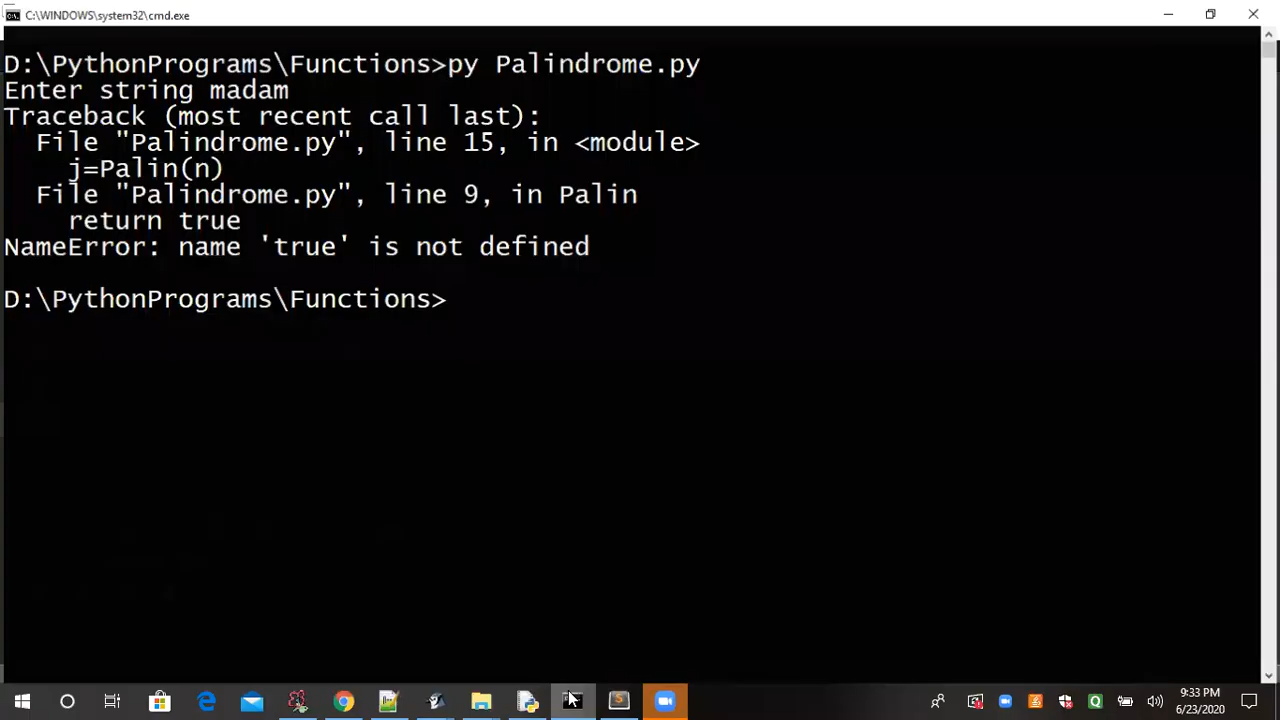 C:\WINDOWS\system32\cmd.exe
D:\PythonPrograms\Functions>py Palindrome.py
Enter string madam
Traceback (most recent call last):
  File "Palindrome.py", line 15, in <module>
    j=Palin(n)
  File "Palindrome.py", line 9, in Palin
    return true
NameError: name 'true' is not defined
D:\PythonPrograms\Functions>
9:33 PM
6/23/2020